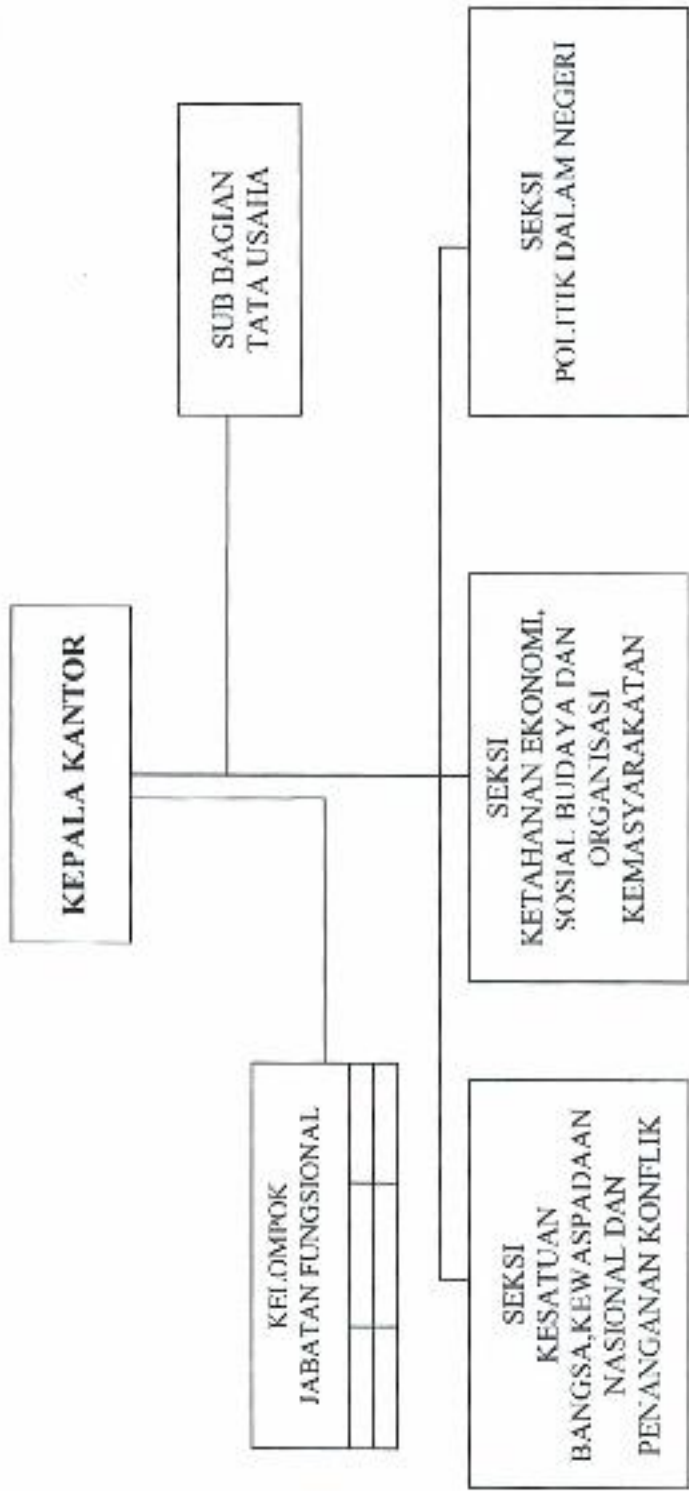 KEPALA KANTOR
SUB BAGIAN
TATA USAHA
KELOMPOK
JABATAN FUNGSIONAL
SEKSI
KESATUAN
BANGSA,KEWASPADAAN
NASIONAL DAN
PENANGANAN KONFLIK
SEKSI
KETAHANAN EKONOMI,
SOSIAL BUDAYA DAN
ORGANISASI
KEMASYARAKATAN
SEKSI
POLITIK DALAM NEGERI